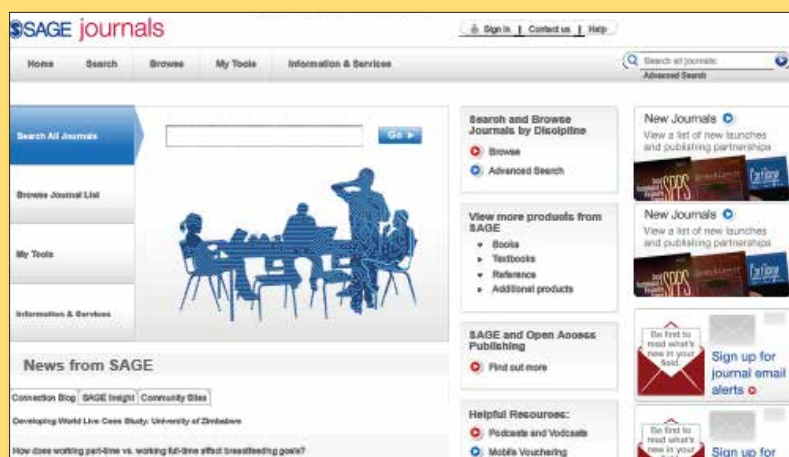 SAGE journals
Sign in | Contact us | Help
Home Search Browse My Tools Information & Services
Search all journals:
Advanced Search
Search All Journals
Go
Browse Journal List
My Tools
Information & Services
Search and Browse
Journals by Discipline
Browse
Advanced Search
View more products from
SAGE
Books
Textbooks
Reference
Additional products
SAGE and Open Access
Publishing
Find out more
Helpful Resources:
Podcasts and Vodcasts
Mobile Vouchering
New Journals
View a list of new launches
and publishing partnerships
SPPS
New Journals
View a list of new launches
and publishing partnerships
SPPS
Be first to
read what's
new in your
field.
Sign up for
journal email
alerts
Be first to
read what's
new in your
Sign up for
News from SAGE
Connection Blog SAGE Insight Community Sites
Developing World Live Case Study: University of Zimbabwe
How does working part-time vs. working full-time affect breastfeeding goals?